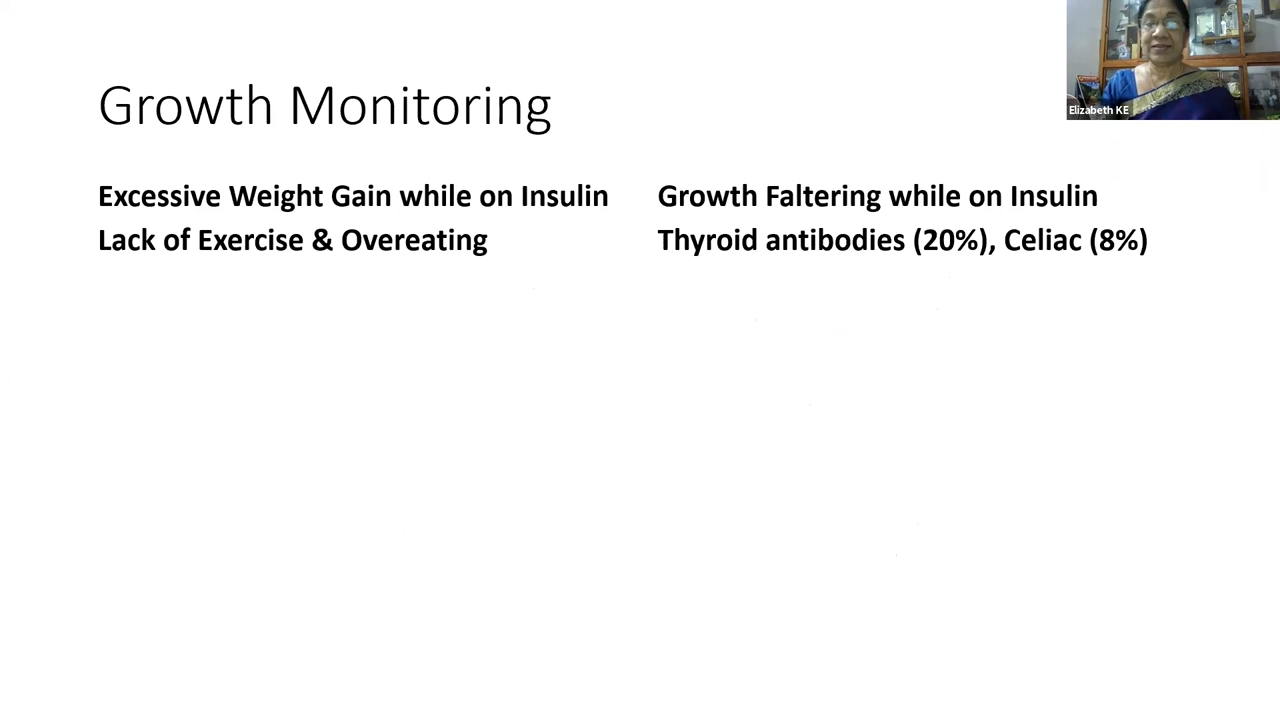 Elizabeth KE
Growth Monitoring
Excessive Weight Gain while on Insulin
Lack of Exercise & Overeating
Growth Faltering while on Insulin
Thyroid antibodies (20%), Celiac (8%)